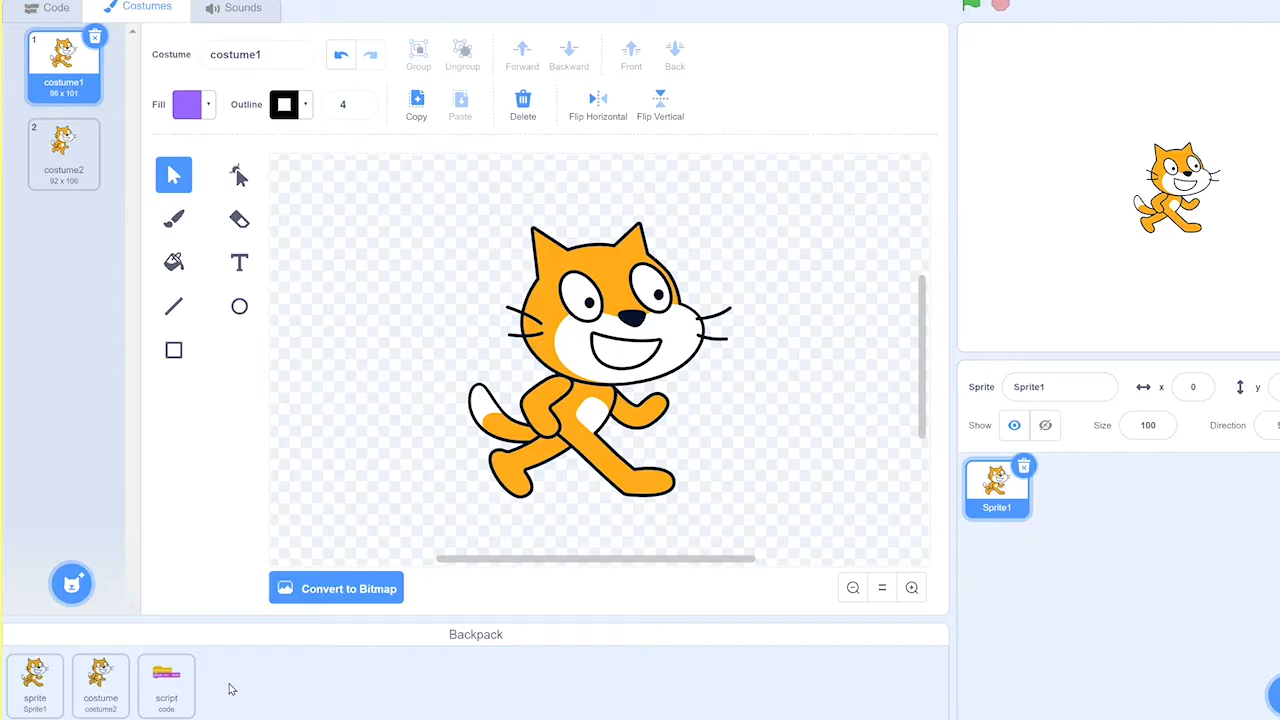 Code Costumes Sounds
1
costume1
96 x 101
2
costume2
92 x 106
Costume costume1
Group Ungroup Forward Backward Front Back
Fill Outline 4
Copy Paste Delete Flip Horizontal Flip Vertical
T
Convert to Bitmap
Sprite Sprite1 x 0 y
Show Size 100 Direction
Sprite1
Backpack
sprite
Sprite1
costume
costume2
script
code